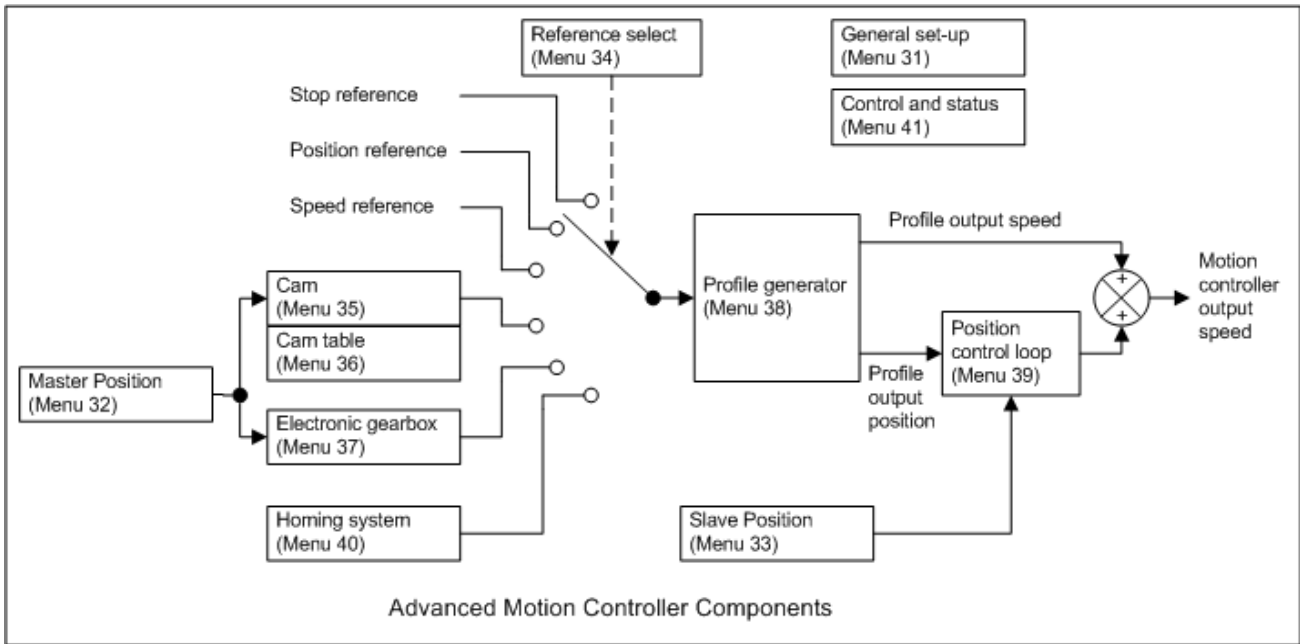 Reference select
(Menu 34)
General set-up
(Menu 31)
Control and status
(Menu 41)
Stop reference
Position reference
Speed reference
Cam
(Menu 35)
Cam table
(Menu 36)
Master Position
(Menu 32)
Electronic gearbox
(Menu 37)
Homing system
(Menu 40)
Profile generator
(Menu 38)
Profile output speed
Profile
output
position
Position
control loop
(Menu 39)
+
+
Motion
controller
output
speed
Slave Position
(Menu 33)
Advanced Motion Controller Components